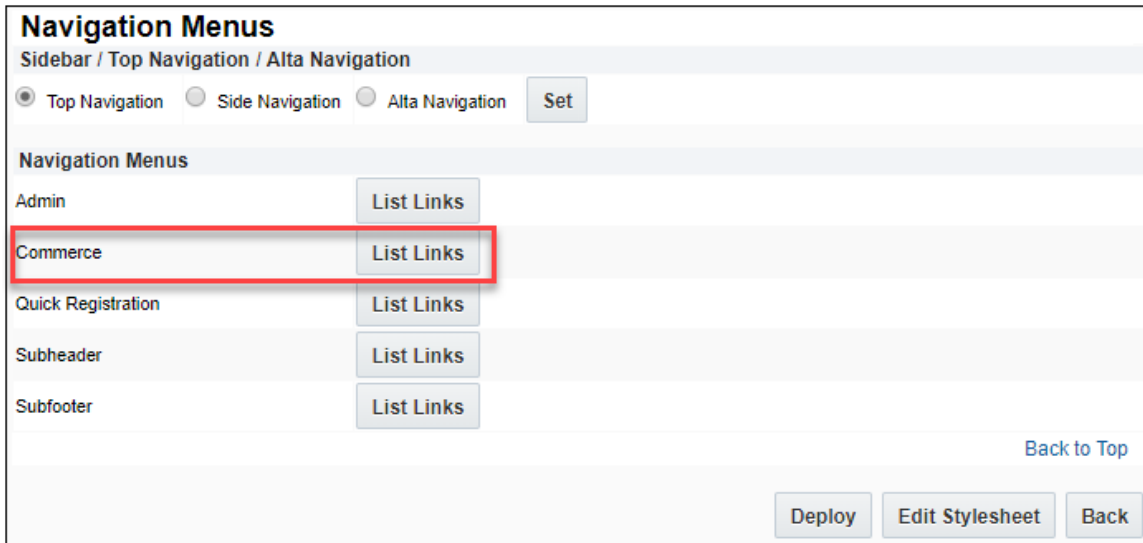 Navigation Menus
Sidebar / Top Navigation / Alta Navigation
Top Navigation Side Navigation Alta Navigation Set
Navigation Menus
Admin List Links
Commerce List Links
Quick Registration List Links
Subheader List Links
Subfooter List Links
Back to Top
Deploy Edit Stylesheet Back